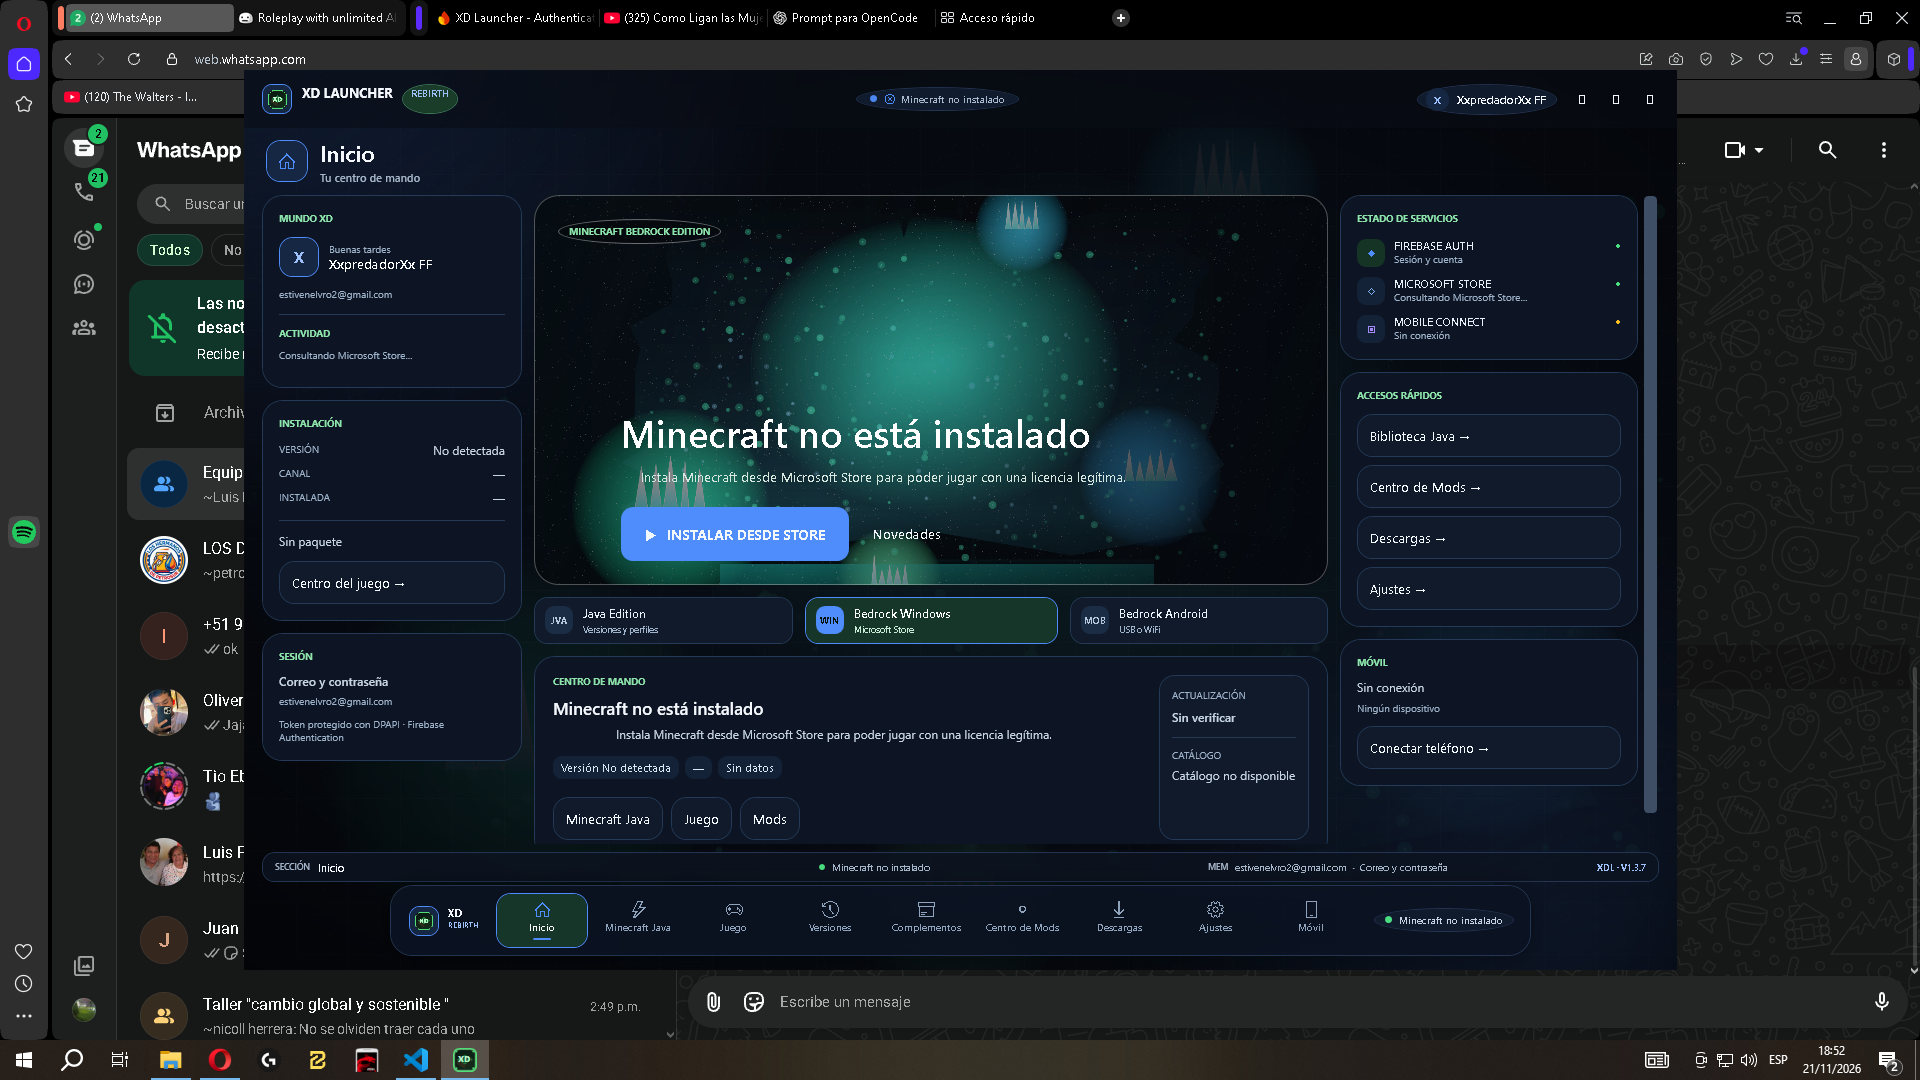 (2) WhatsApp
Roleplay with unlimited AI
XD Launcher - Authentica
(325) Como Ligan las Muje
Prompt para OpenCode
Acceso rápido
web.whatsapp.com
(120) The Walters - I...
XD LAUNCHER
REBIRTH
Minecraft no instalado
X
XxpredadorXx FF
Inicio
Tu centro de mando
2
21
WhatsApp
Buscar un
Todos
No
Las no
desact
Recibe
Archiv
Equip
~Luis
LOS D
~petro
I
+51 9
ok
Oliver
Jaja
Tio Eb
Luis F
https:/
J
Juan
Taller "cambio global y sostenible "
2:49 p.m.
~nicoll herrera: No se olviden traer cada uno
Escribe un mensaje
MUNDO XD
X
Buenas tardes
XxpredadorXx FF
estivenelvro2@gmail.com
ACTIVIDAD
Consultando Microsoft Store...
INSTALACIÓN
VERSIÓN
No detectada
CANAL
—
INSTALADA
—
Sin paquete
Centro del juego →
SESIÓN
Correo y contraseña
estivenelvro2@gmail.com
Token protegido con DPAPI · Firebase
Authentication
MINECRAFT BEDROCK EDITION
Minecraft no está instalado
Instala Minecraft desde Microsoft Store para poder jugar con una licencia legítima.
INSTALAR DESDE STORE
Novedades
JVA
Java Edition
Versiones y perfiles
WIN
Bedrock Windows
Microsoft Store
MOB
Bedrock Android
USB o WiFi
CENTRO DE MANDO
Minecraft no está instalado
Instala Minecraft desde Microsoft Store para poder jugar con una licencia legítima.
Versión No detectada
—
Sin datos
Minecraft Java
Juego
Mods
ACTUALIZACIÓN
Sin verificar
CATÁLOGO
Catálogo no disponible
ESTADO DE SERVICIOS
FIREBASE AUTH
Sesión y cuenta
MICROSOFT STORE
Consultando Microsoft Store...
MOBILE CONNECT
Sin conexión
ACCESOS RÁPIDOS
Biblioteca Java →
Centro de Mods →
Descargas →
Ajustes →
MÓVIL
Sin conexión
Ningún dispositivo
Conectar teléfono →
SECCIÓN Inicio
Minecraft no instalado
MEM estivenelvro2@gmail.com - Correo y contraseña
XDL · V1.3.7
XD
REBIRTH
Inicio
Minecraft Java
Juego
Versiones
Complementos
Centro de Mods
Descargas
Ajustes
Móvil
Minecraft no instalado
XD
ESP
18:52
21/11/2026
2